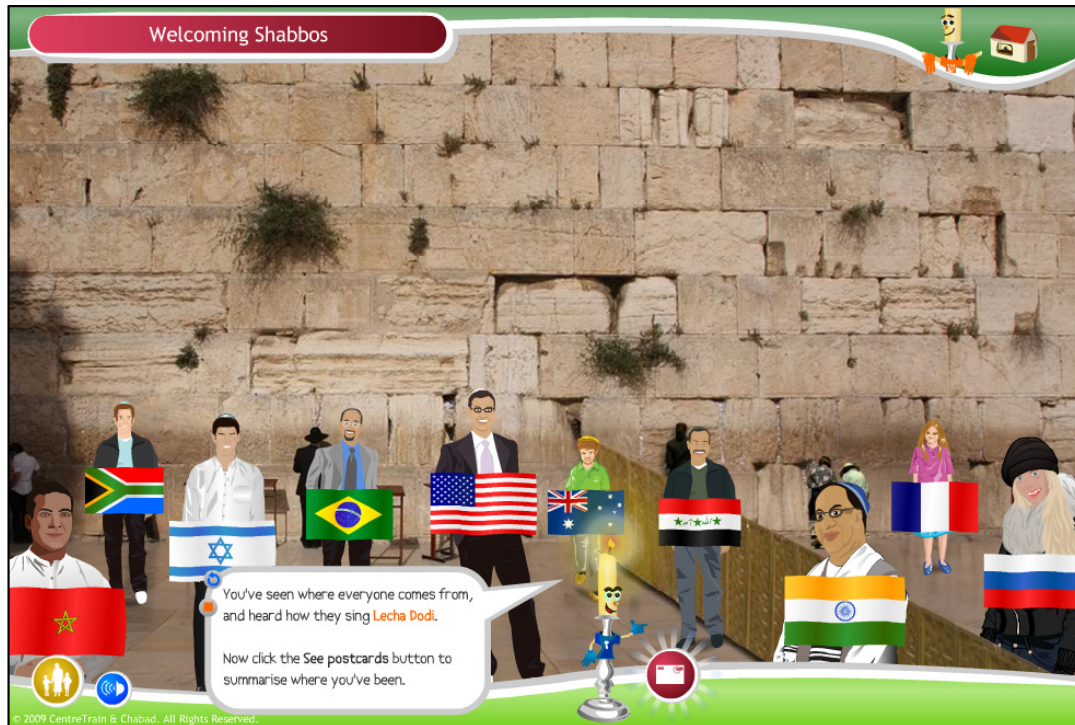 Welcoming Shabbos
You've seen where everyone comes from,
and heard how they sing Lecha Dodi.
Now click the See postcards button to
summarise where you've been.
© 2009 CentreTrain & Chabad. All Rights Reserved.